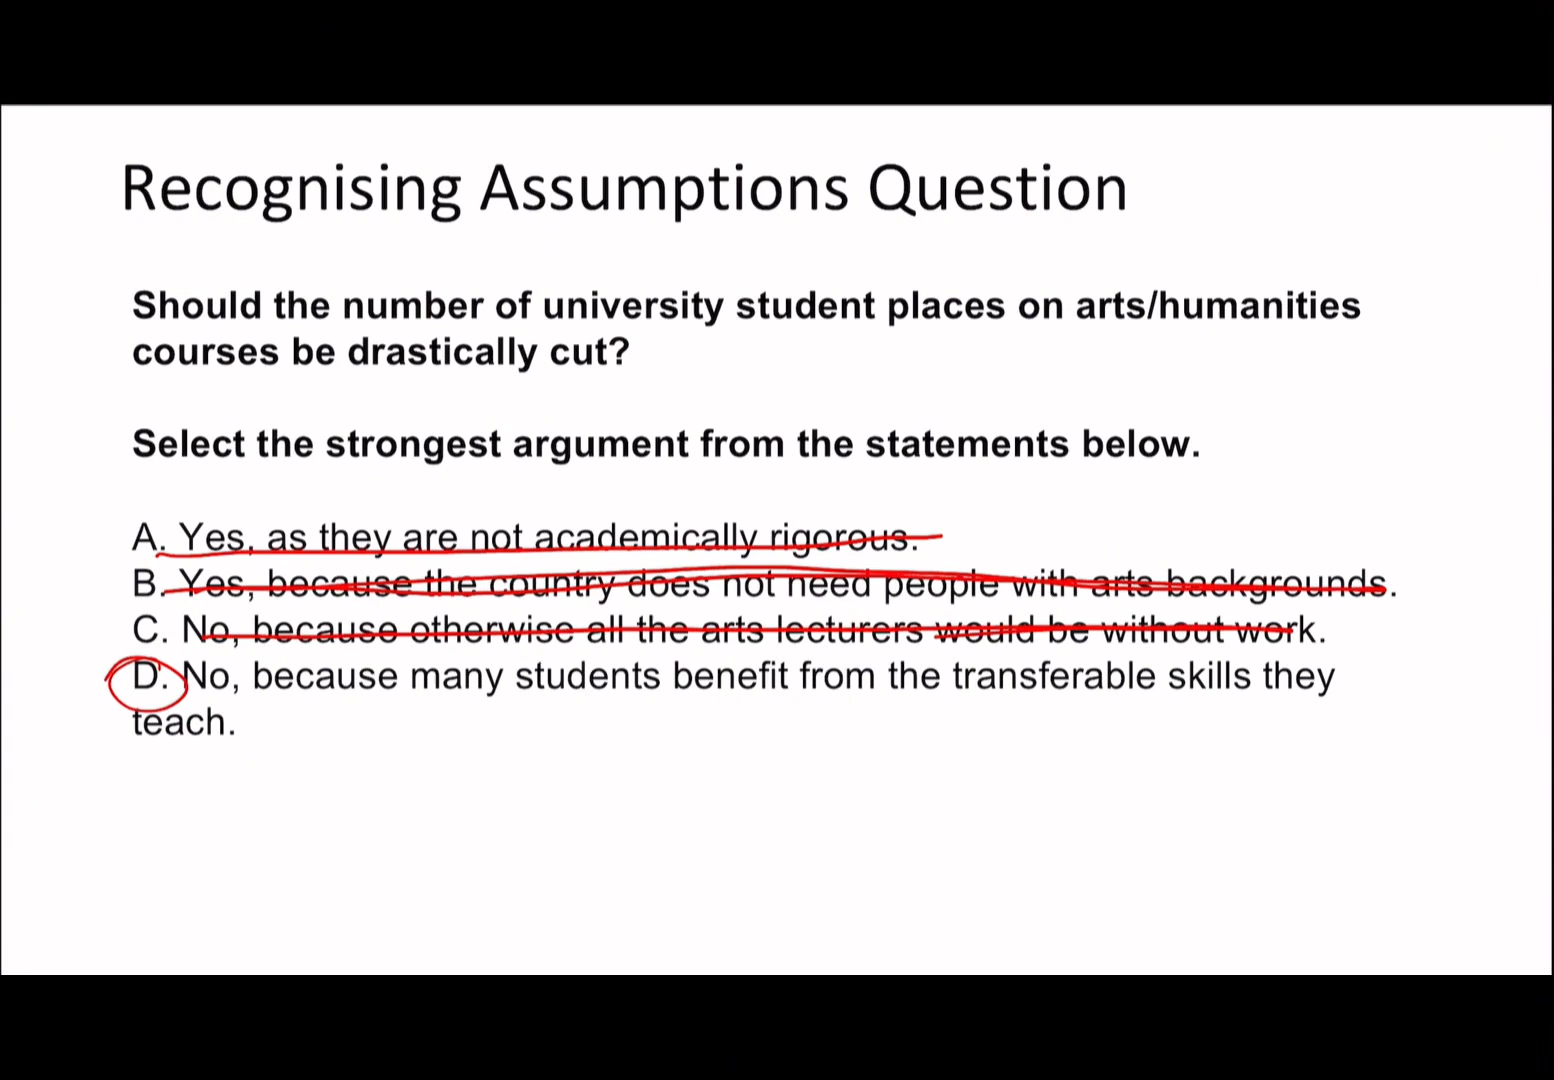 Recognising Assumptions Question
Should the number of university student places on arts/humanities
courses be drastically cut?
Select the strongest argument from the statements below.
A. Yes, as they are not academically rigorous.
B. Yes, because the country does not need people with arts backgrounds.
C. No, because otherwise all the arts lecturers would be without work.
D. No, because many students benefit from the transferable skills they
teach.